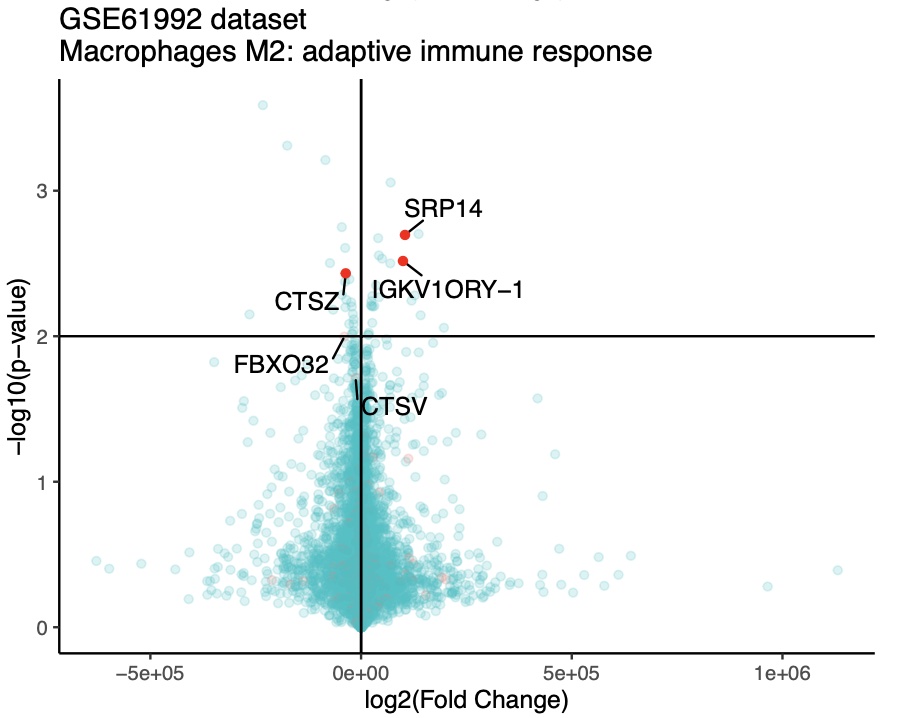 GSE61992 dataset
Macrophages M2: adaptive immune response
3
SRP14
IGKV1ORY−1
CTSZ
2
FBXO32
CTSV
1
0
−log10(p−value)
−5e+05
0e+00
5e+05
1e+06
log2(Fold Change)